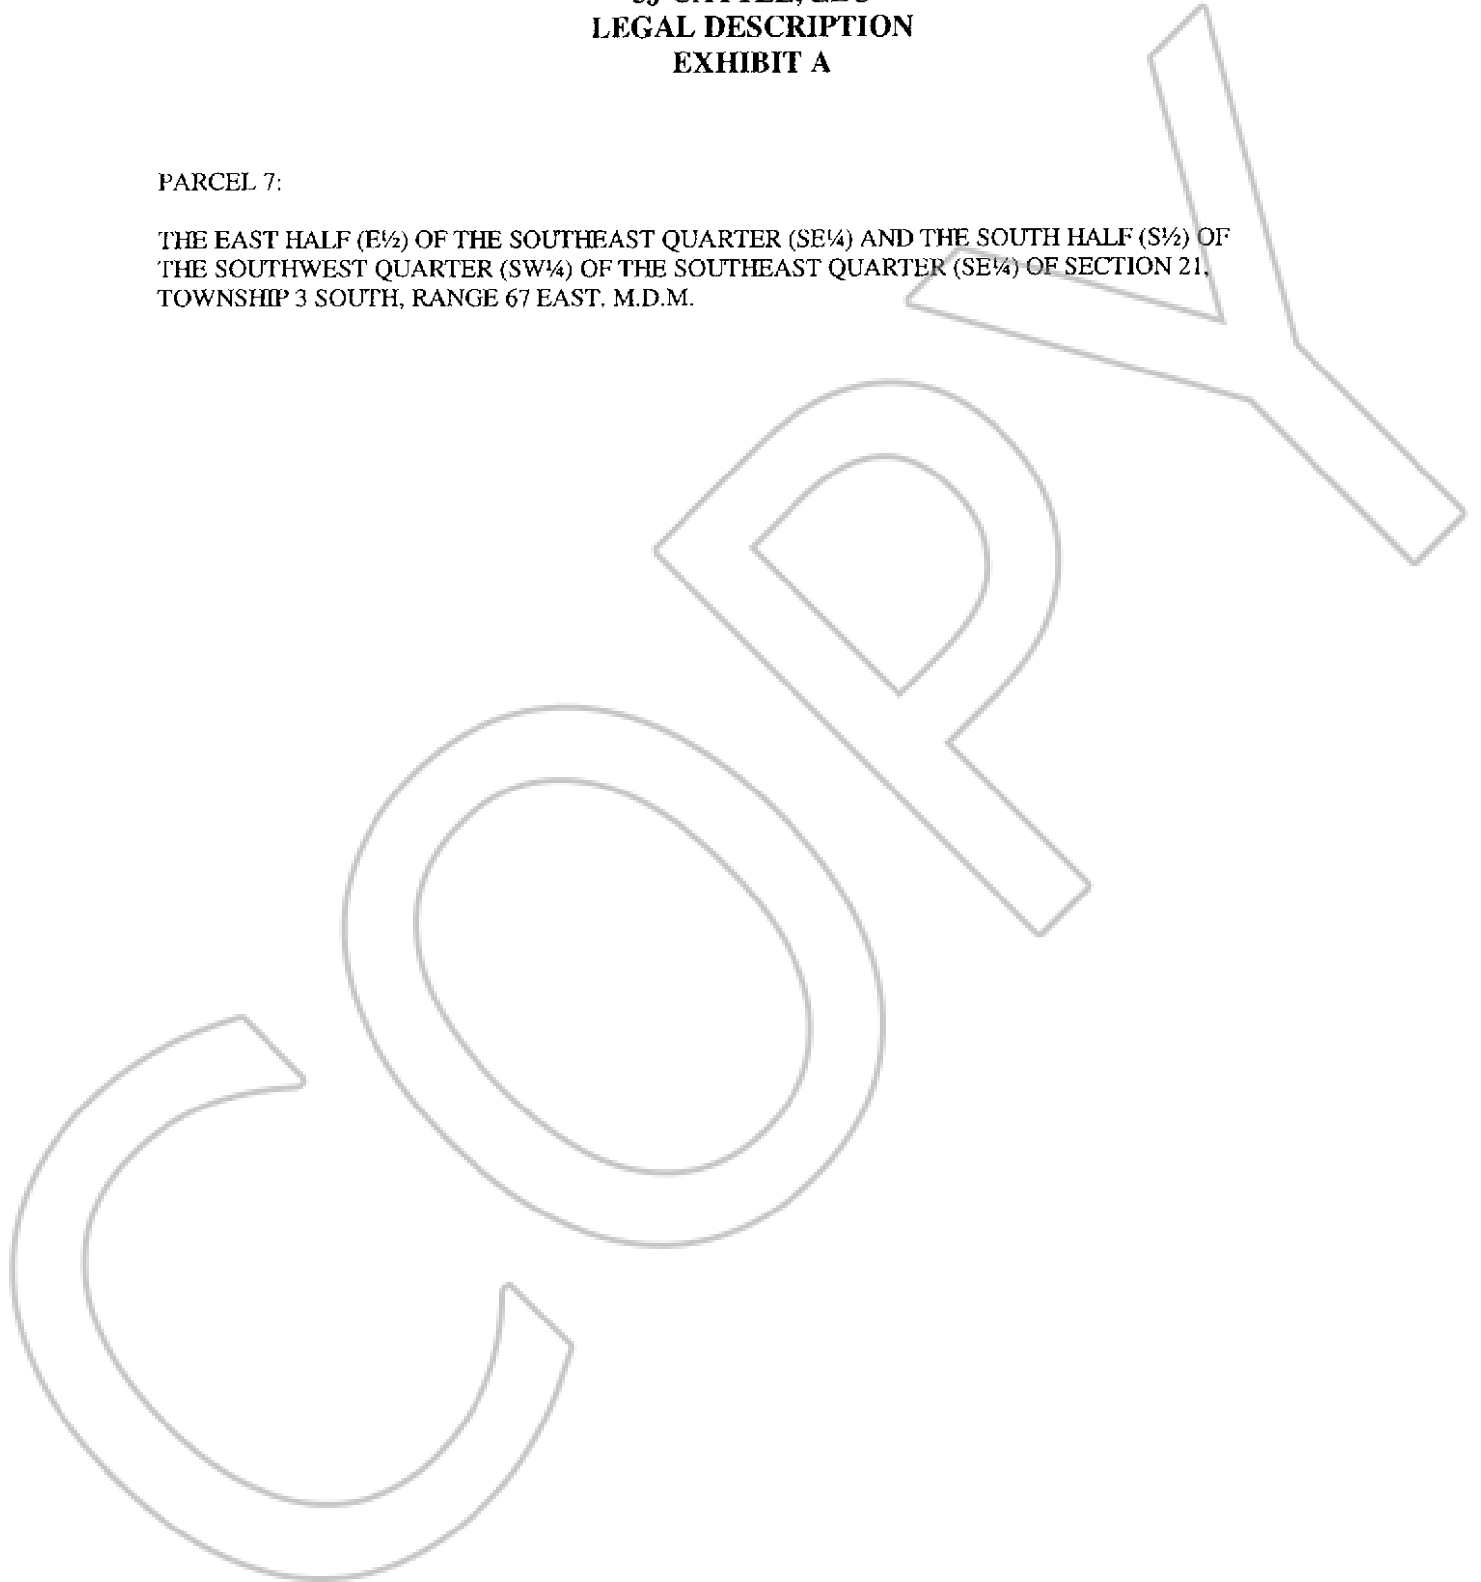 CATTLE, LLC
LEGAL DESCRIPTION
EXHIBIT A
PARCEL 7:
THE EAST HALF (E½) OF THE SOUTHEAST QUARTER (SE¼) AND THE SOUTH HALF (S½) OF
THE SOUTHWEST QUARTER (SW¼) OF THE SOUTHEAST QUARTER (SE¼) OF SECTION 21,
TOWNSHIP 3 SOUTH, RANGE 67 EAST, M.D.M.
COPY